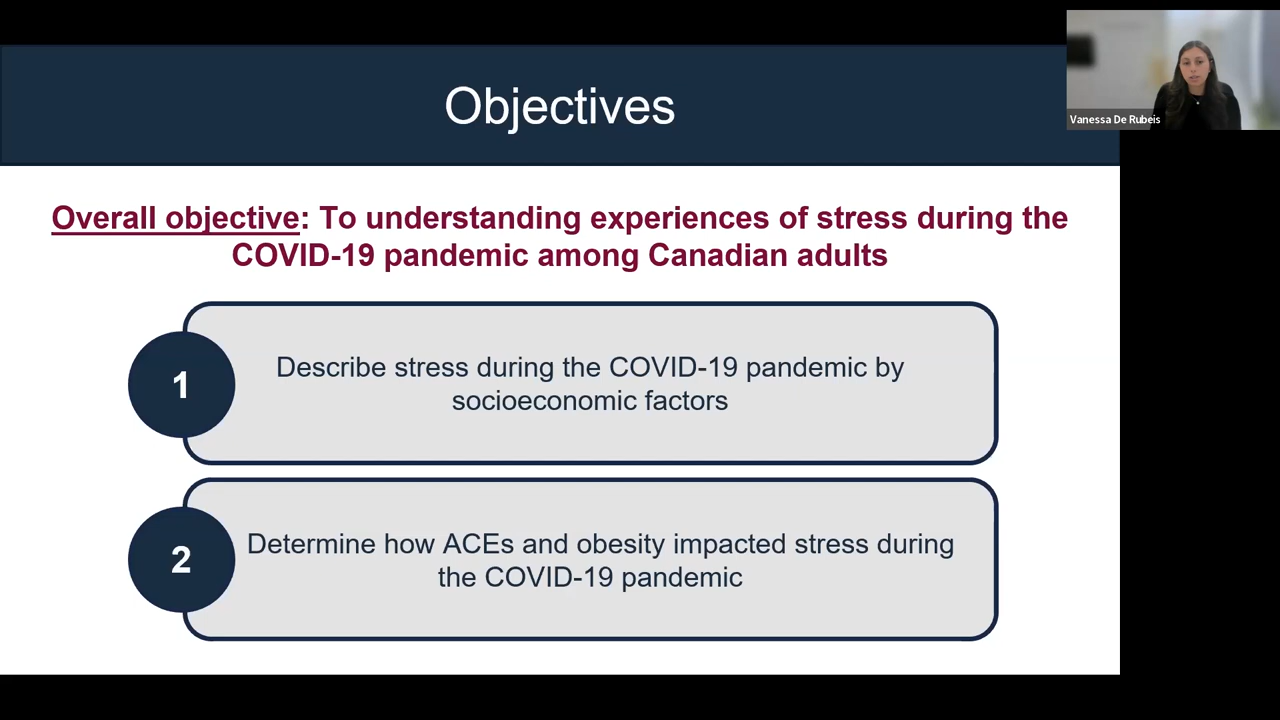 Objectives
Vanessa De Rubeis
Overall objective: To understanding experiences of stress during the
COVID-19 pandemic among Canadian adults
1
Describe stress during the COVID-19 pandemic by
socioeconomic factors
2
Determine how ACEs and obesity impacted stress during
the COVID-19 pandemic